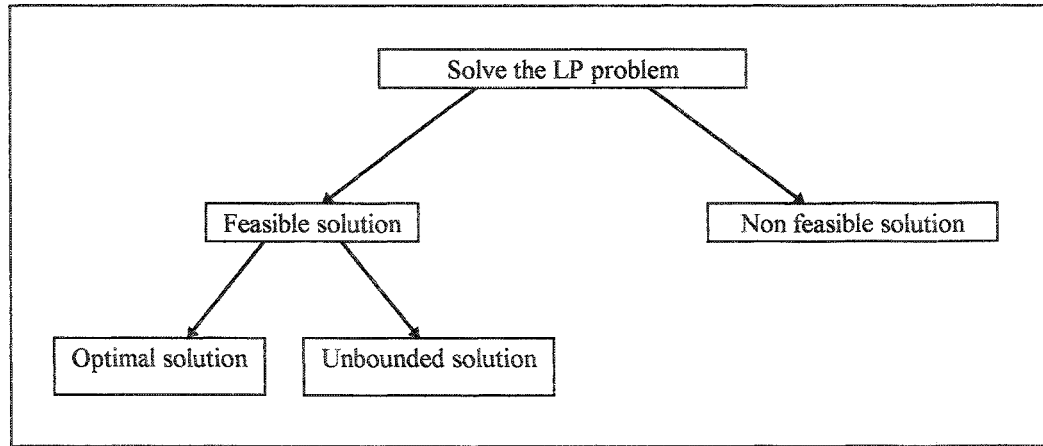 Solve the LP problem
Feasible solution
Non feasible solution
Optimal solution
Unbounded solution